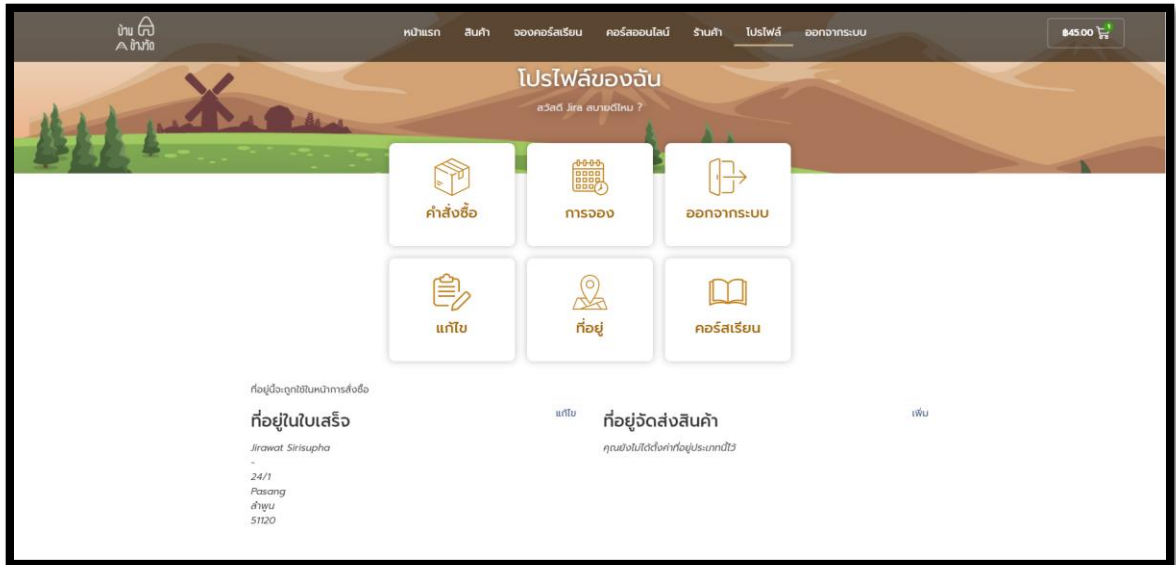 บ้าน
ข้างวัด
หน้าแรก สินค้า จองคอร์สเรียน คอร์สออนไลน์ ร้านค้า โปรไฟล์ ออกจากระบบ
฿45.00 1
โปรไฟล์ของฉัน
สวัสดี Jira สบายดีไหม ?
คำสั่งซื้อ การจอง ออกจากระบบ
แก้ไข ที่อยู่ คอร์สเรียน
ที่อยู่นี้จะถูกใช้ในหน้าการสั่งซื้อ
ที่อยู่ในใบเสร็จ แก้ไข ที่อยู่จัดส่งสินค้า เพิ่ม
Jirawat Sirisupha คุณยังไม่ได้ตั้งค่าที่อยู่ประเภทนี้ไว้
-
24/1
Pasang
ลำพูน
51120